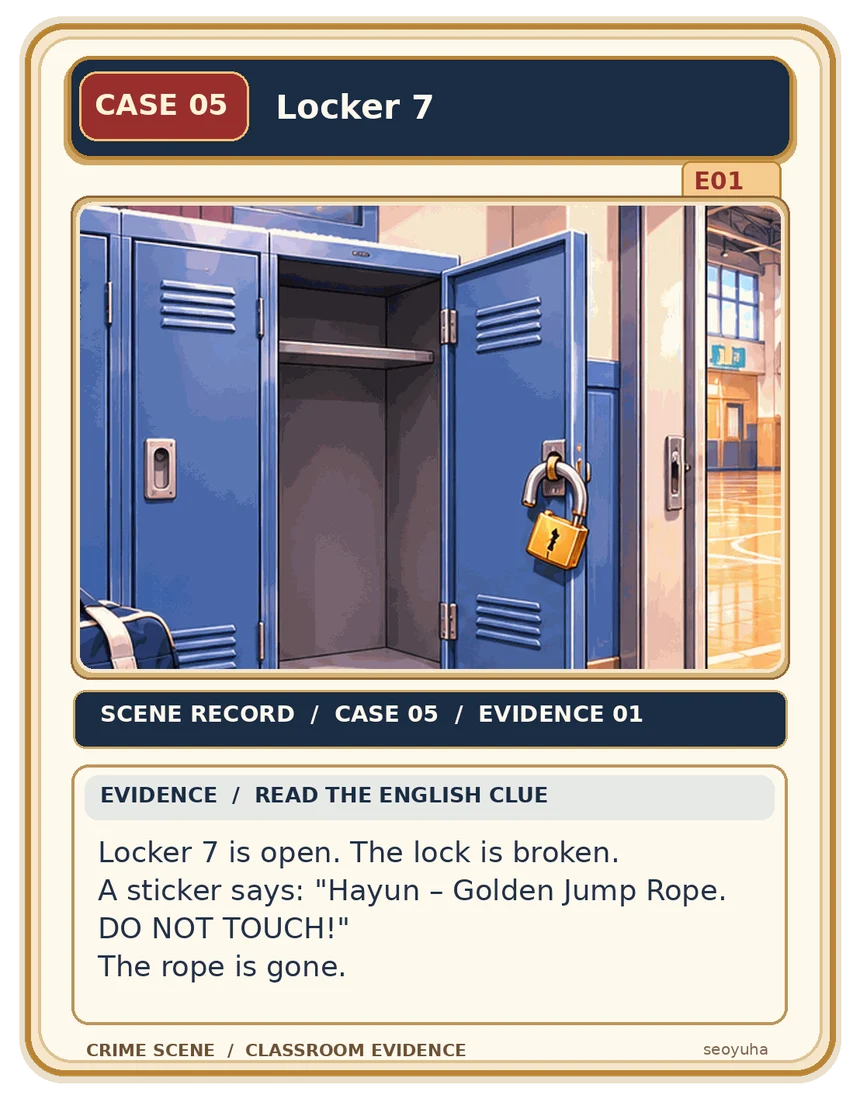 CASE 05
Locker 7
E01
SCENE RECORD / CASE 05 / EVIDENCE 01
EVIDENCE / READ THE ENGLISH CLUE
Locker 7 is open. The lock is broken.
A sticker says: "Hayun – Golden Jump Rope.
DO NOT TOUCH!"
The rope is gone.
CRIME SCENE / CLASSROOM EVIDENCE
seoyuha